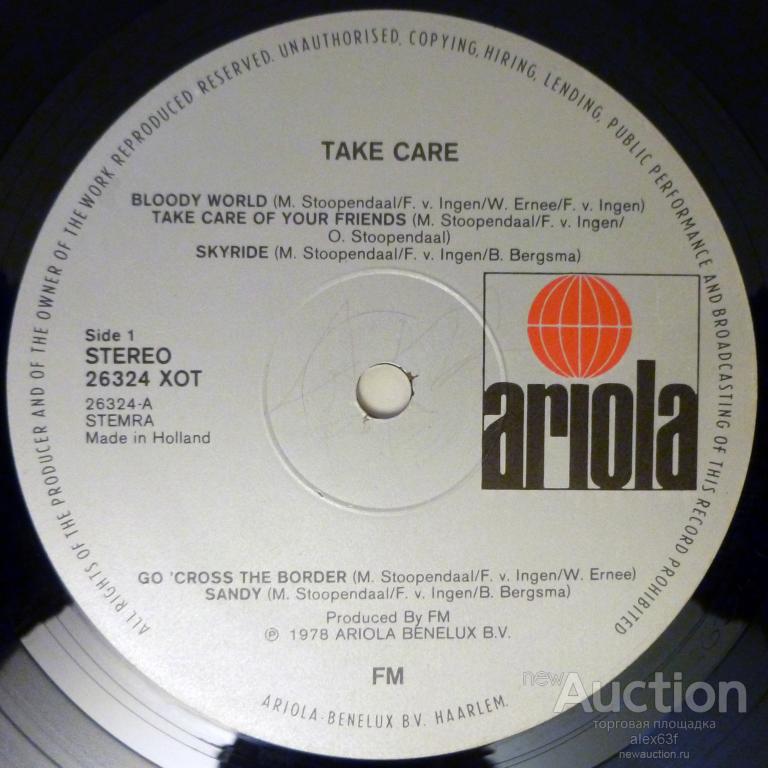 ALL RIGHTS OF THE PRODUCER AND OF THE OWNER OF THE WORK REPRODUCED RESERVED. UNAUTHORISED, COPYING, HIRING, LENDING, PUBLIC PERFORMANCE AND BROADCASTING OF THIS RECORD PROHIBITED
TAKE CARE
BLOODY WORLD (M. Stoopendaal/F. v. Ingen/W. Ernee/F. v. Ingen)
TAKE CARE OF YOUR FRIENDS (M. Stoopendaal/F. v. Ingen/
O. Stoopendaal)
SKYRIDE (M. Stoopendaal/F. v. Ingen/B. Bergsma)
Side 1
STEREO
26324 XOT
26324-A
STEMRA
Made in Holland
ariola
GO 'CROSS THE BORDER (M. Stoopendaal/F. v. Ingen/W. Ernee)
SANDY (M. Stoopendaal/F. v. Ingen/B. Bergsma)
Produced By FM
℗ 1978 ARIOLA BENELUX B.V.
FM
ARIOLA-BENELUX B.V. HAARLEM.
newAuction
торговая площадка
alex63f
newauction.ru